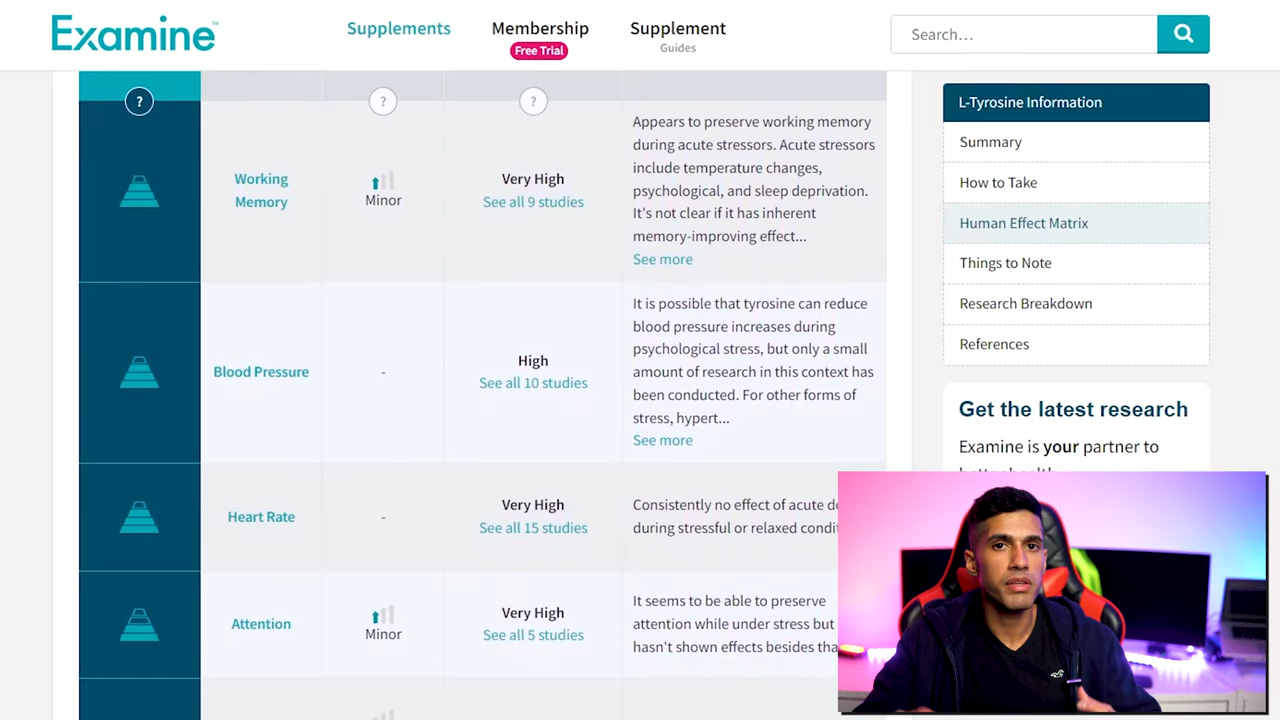 Examine™
Supplements
Membership
Free Trial
Supplement
Guides
Search…
?
?
?
Working
Memory
Minor
Very High
See all 9 studies
Appears to preserve working memory
during acute stressors. Acute stressors
include temperature changes,
psychological, and sleep deprivation.
It's not clear if it has inherent
memory-improving effect...
See more
Blood Pressure
-
High
See all 10 studies
It is possible that tyrosine can reduce
blood pressure increases during
psychological stress, but only a small
amount of research in this context has
been conducted. For other forms of
stress, hypert...
See more
Heart Rate
-
Very High
See all 15 studies
Consistently no effect of acute
during stressful or relaxed
Attention
Minor
Very High
See all 5 studies
It seems to be able to preserve
attention while under stress but
hasn't shown effects besides
L-Tyrosine Information
Summary
How to Take
Human Effect Matrix
Things to Note
Research Breakdown
References
Get the latest research
Examine is your partner to